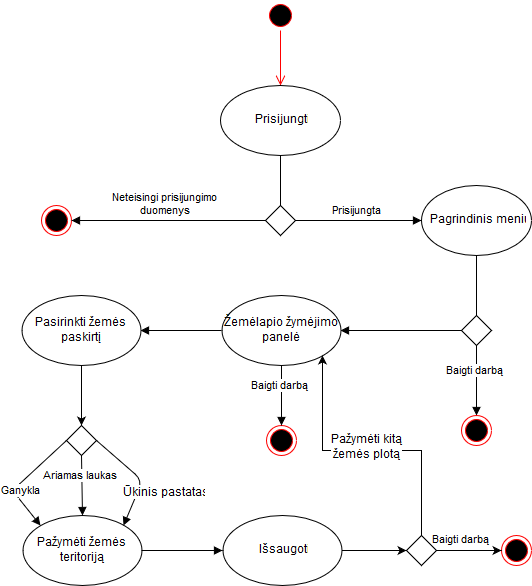 Prisijungt
Neteisingi prisijungimo
duomenys
Prisijungta
Pagrindinis meniu
Pasirinkti žemės
paskirtį
Žemėlapio žymėjimo
panelė
Baigti darbą
Baigti darbą
Pažymėti kitą
žemės plotą
Ganykla
Ariamas laukas
Ūkinis pastatas
Pažymėti žemės
teritoriją
Išsaugot
Baigti darbą